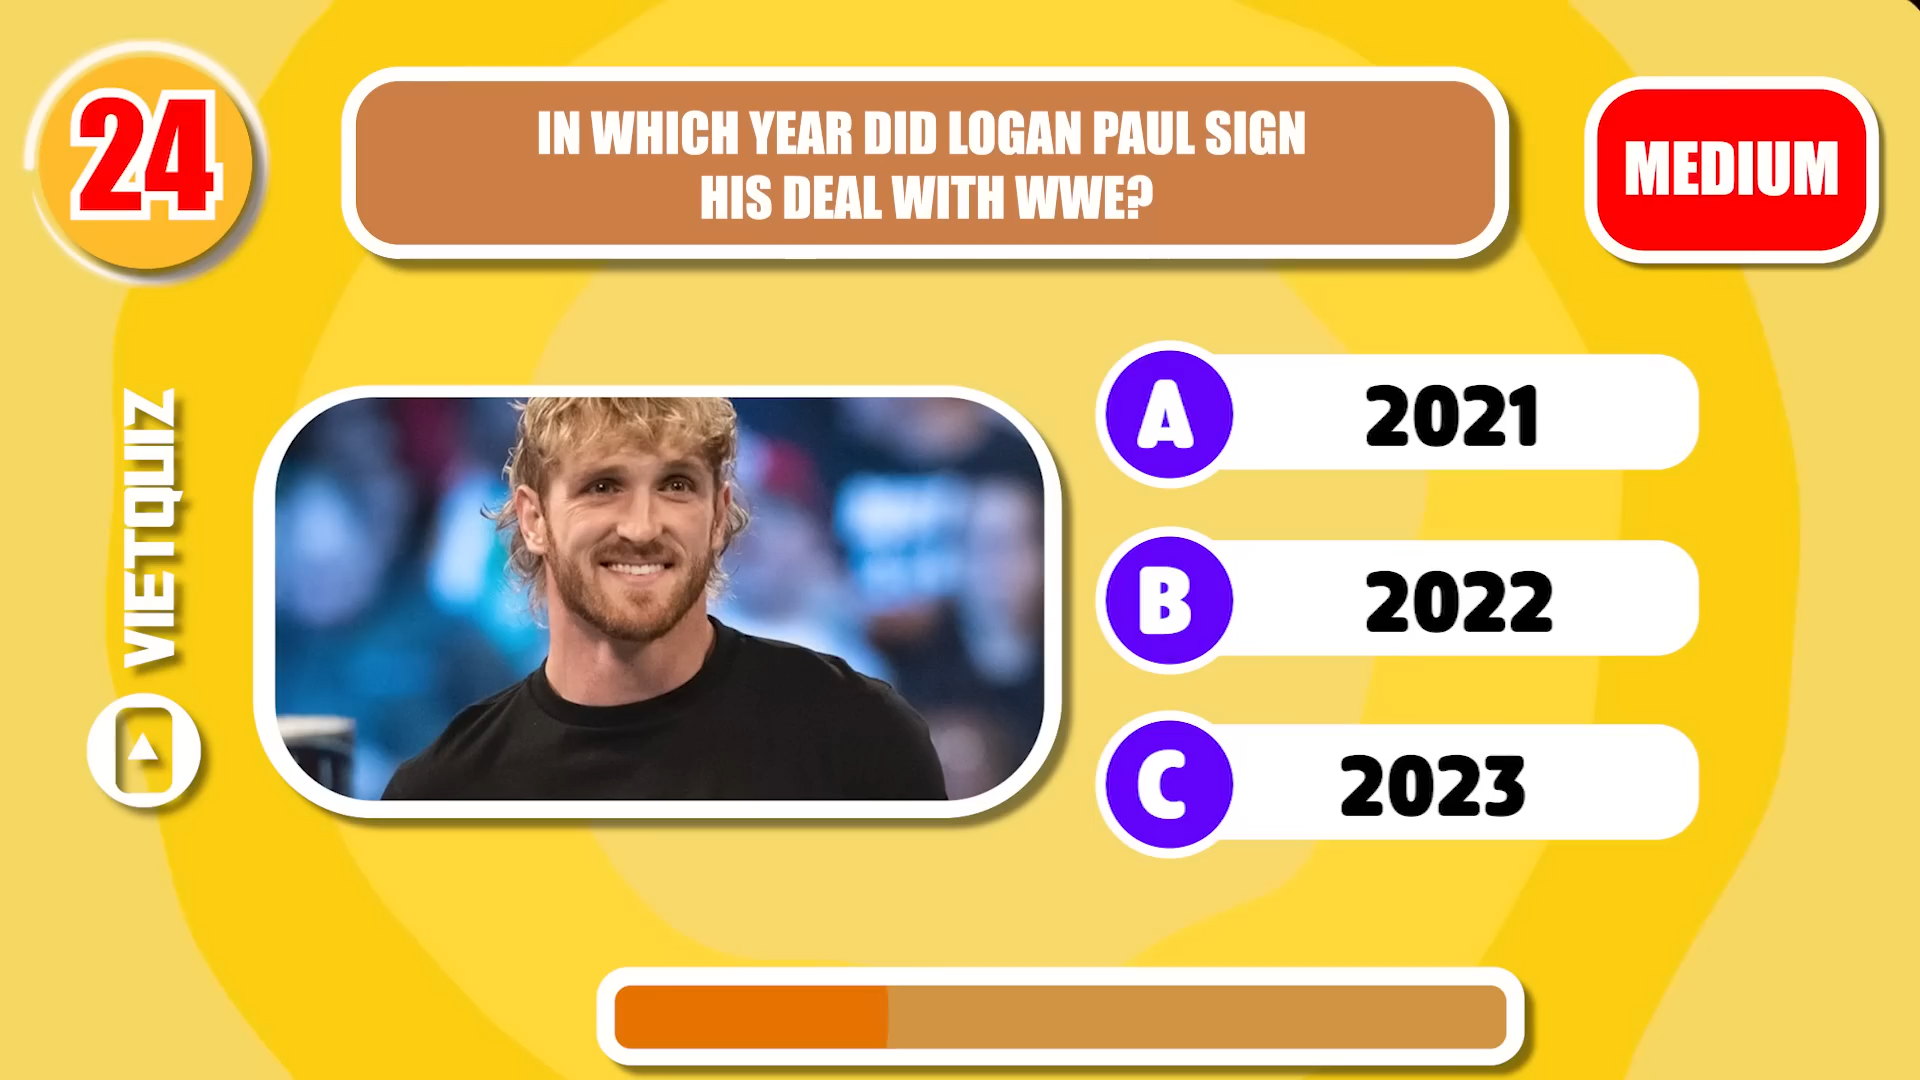 24
IN WHICH YEAR DID LOGAN PAUL SIGN
HIS DEAL WITH WWE?
MEDIUM
VIETQUIZ
A 2021
B 2022
C 2023